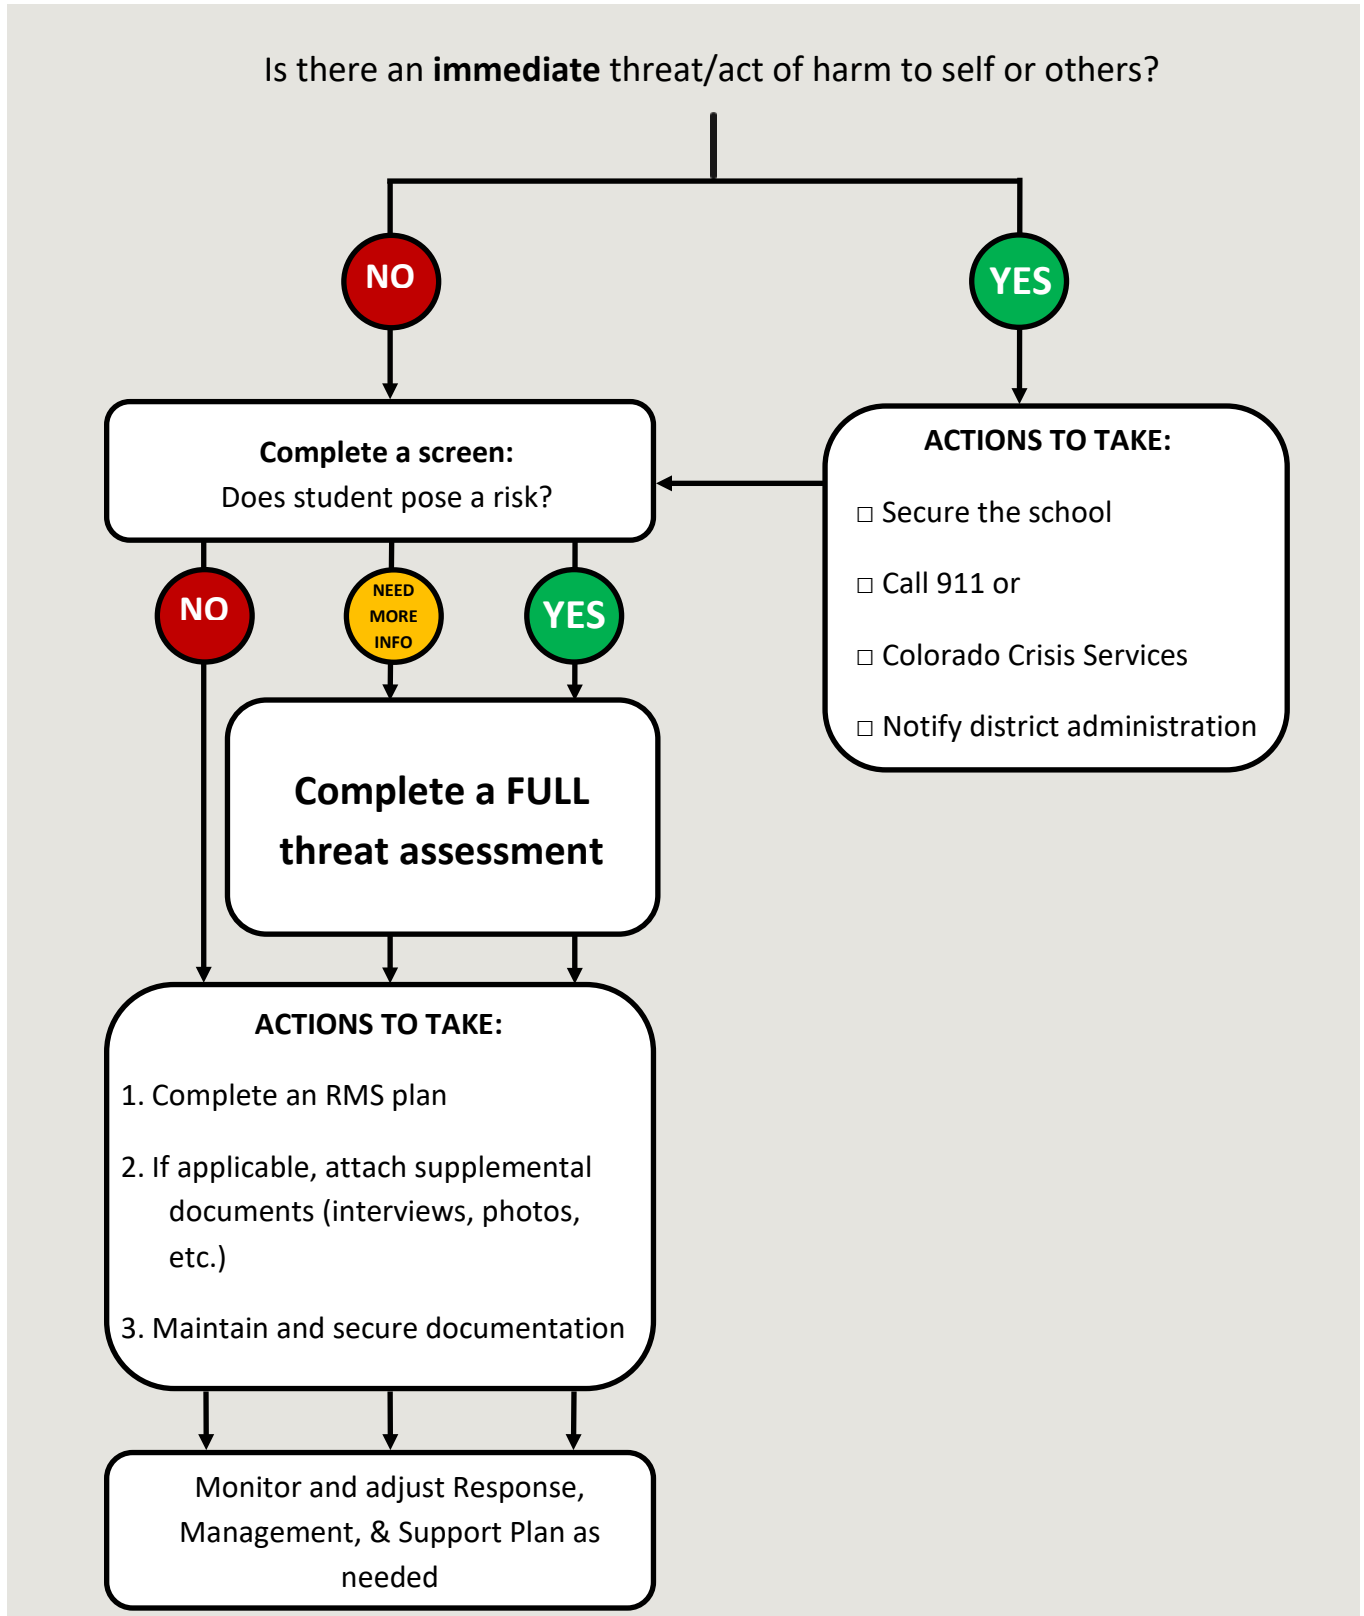 Is there an immediate threat/act of harm to self or others?
NO
YES
Complete a screen:
Does student pose a risk?
ACTIONS TO TAKE:
□ Secure the school
□ Call 911 or
□ Colorado Crisis Services
□ Notify district administration
NO
NEED
MORE
INFO
YES
Complete a FULL
threat assessment
ACTIONS TO TAKE:
1. Complete an RMS plan
2. If applicable, attach supplemental
documents (interviews, photos,
etc.)
3. Maintain and secure documentation
Monitor and adjust Response,
Management, & Support Plan as
needed